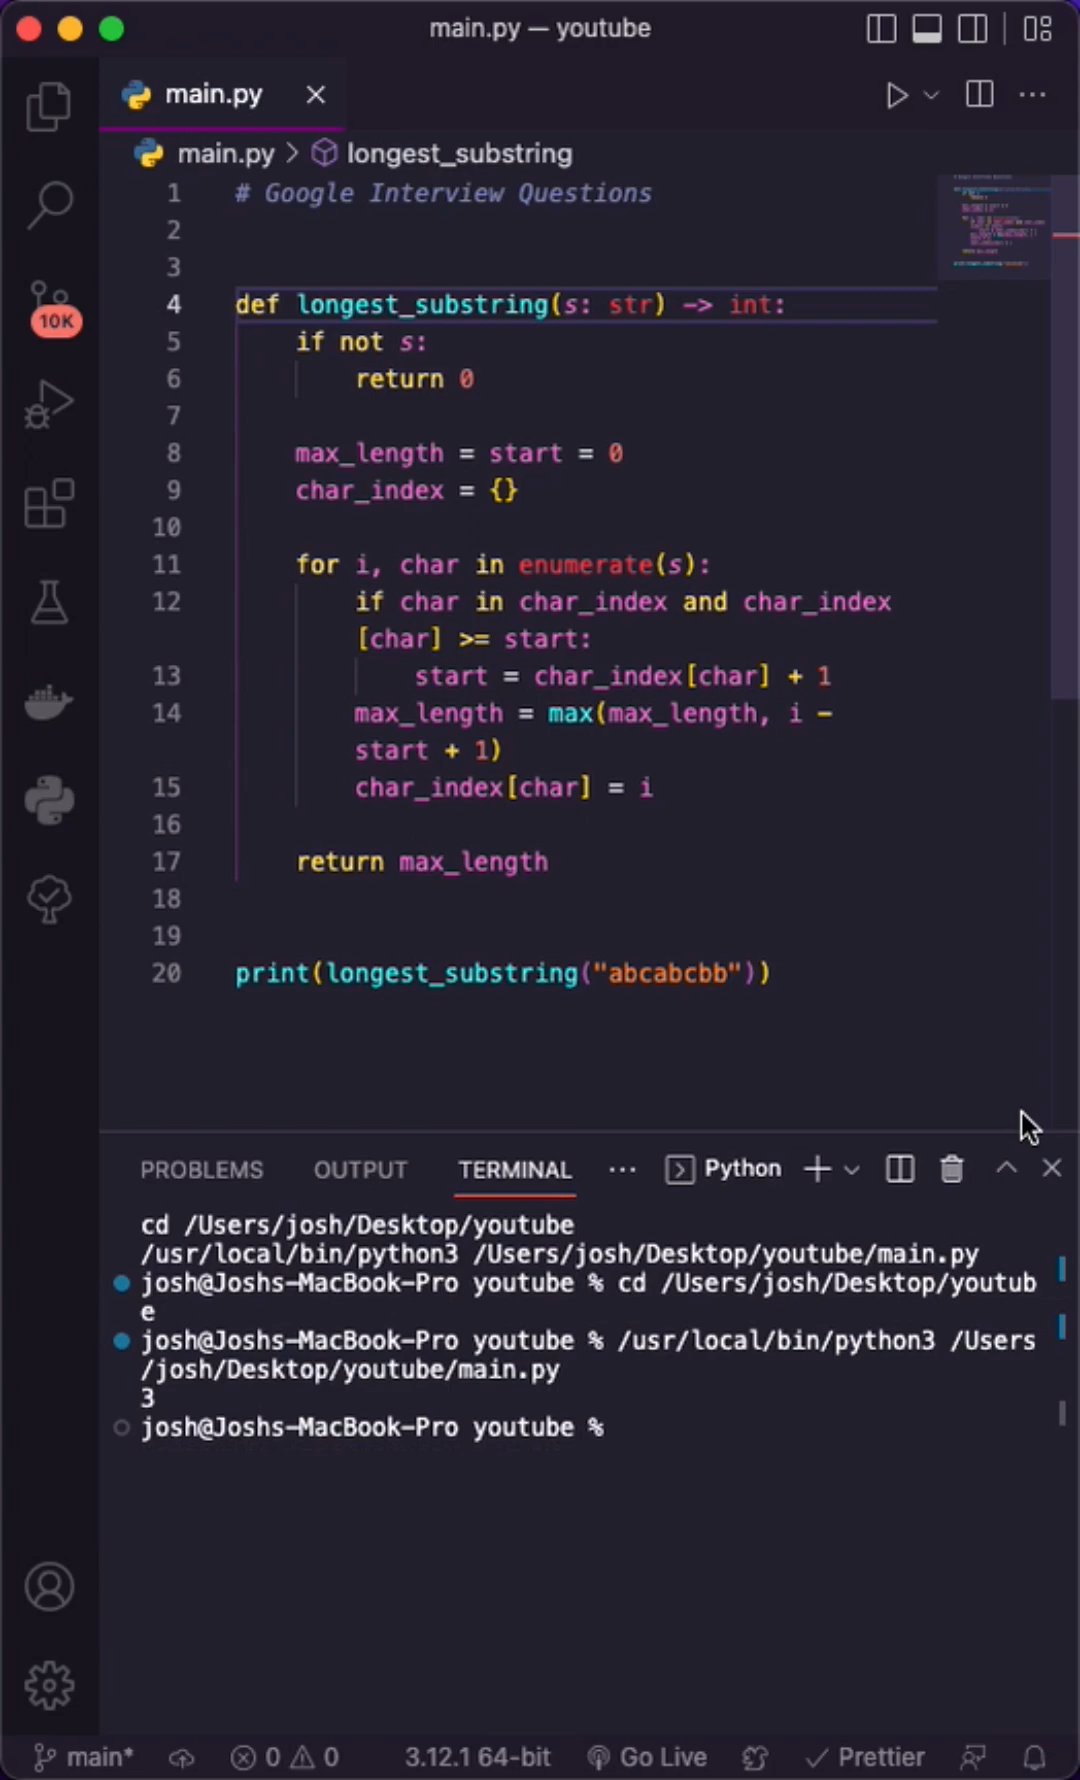 main.py — youtube
main.py
main.py > longest_substring
1 # Google Interview Questions
2
3
4 def longest_substring(s: str) -> int:
5     if not s:
6         return 0
7
8     max_length = start = 0
9     char_index = {}
10
11     for i, char in enumerate(s):
12         if char in char_index and char_index
[char] >= start:
13             start = char_index[char] + 1
14         max_length = max(max_length, i -
start + 1)
15         char_index[char] = i
16
17     return max_length
18
19
20 print(longest_substring("abcabcbb"))
10K
PROBLEMS OUTPUT TERMINAL ... Python
cd /Users/josh/Desktop/youtube
/usr/local/bin/python3 /Users/josh/Desktop/youtube/main.py
josh@Joshs-MacBook-Pro youtube % cd /Users/josh/Desktop/youtub
e
josh@Joshs-MacBook-Pro youtube % /usr/local/bin/python3 /Users
/josh/Desktop/youtube/main.py
3
josh@Joshs-MacBook-Pro youtube %
main* 0 0 3.12.1 64-bit Go Live Prettier